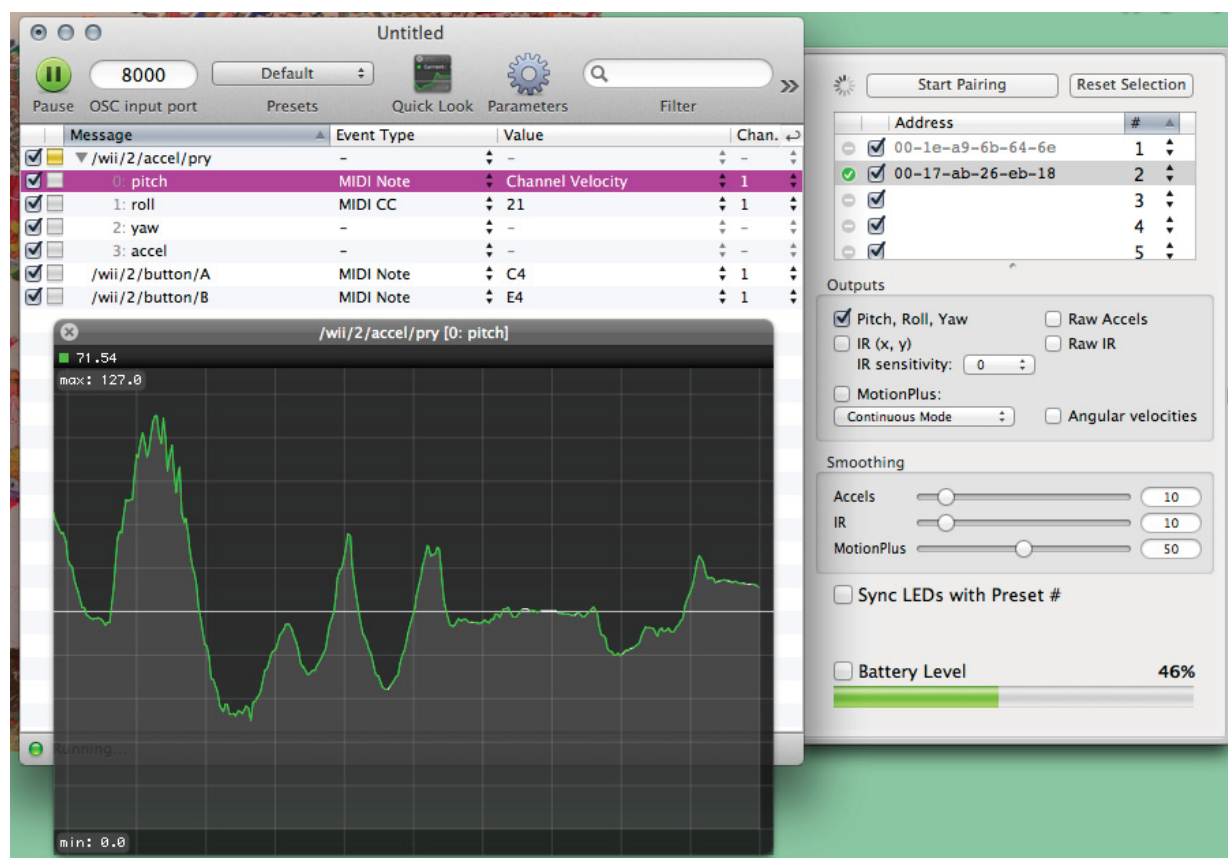 Untitled
8000 Default
Pause OSC input port Presets Quick Look Parameters Filter
Message Event Type Value Chan.
/wii/2/accel/pry - - -
0: pitch MIDI Note Channel Velocity 1
1: roll MIDI CC 21 1
2: yaw - - -
3: accel - - -
/wii/2/button/A MIDI Note C4 1
/wii/2/button/B MIDI Note E4 1
/wii/2/accel/pry [0: pitch]
71.54
max: 127.0
min: 0.0
Running...
Start Pairing Reset Selection
Address #
00-1e-a9-6b-64-6e 1
00-17-ab-26-eb-18 2
3
4
5
Outputs
Pitch, Roll, Yaw Raw Accels
IR (x, y) Raw IR
IR sensitivity: 0
MotionPlus:
Continuous Mode Angular velocities
Smoothing
Accels 10
IR 10
MotionPlus 50
Sync LEDs with Preset #
Battery Level 46%